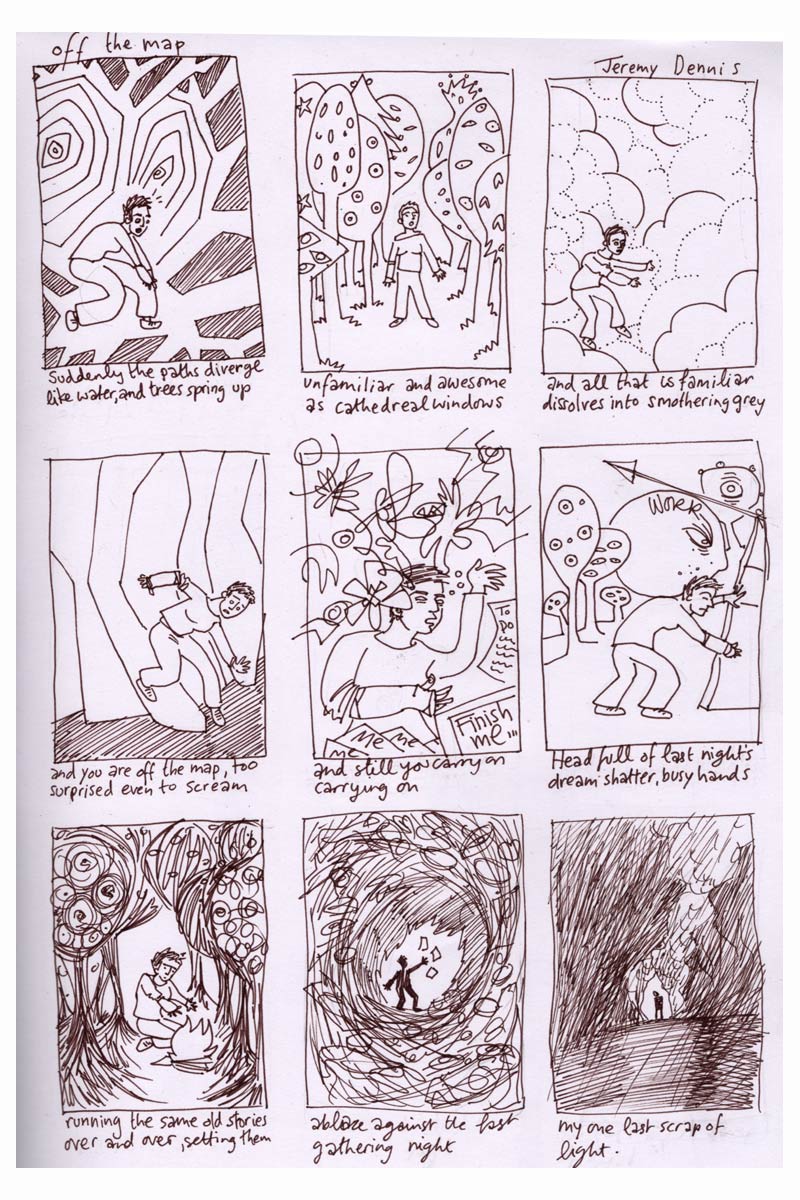 off the map
Jeremy Dennis
Suddenly the paths diverge
like water, and trees spring up
unfamiliar and awesome
as cathedreal windows
and all that is familiar
dissolves into smothering grey
and you are off the map, too
surprised even to scream
Finish
me...
me Me Me
and still you carry on
carrying on
WORK
Head full of last night's
dream shatter, busy hands
running the same old stories
over and over, setting them
ablaze against the fast
gathering night
my one last scrap of
light.